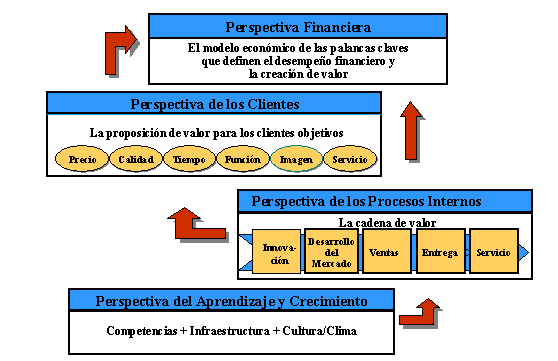 Perspectiva Financiera
El modelo económico de las palancas claves
que definen el desempeño financiero y
la creación de valor
Perspectiva de los Clientes
La proposición de valor para los clientes objetivos
Precio Calidad Tiempo Función Imagen Servicio
Perspectiva de los Procesos Internos
La cadena de valor
Innova-
ción
Desarrollo
del
Mercado
Ventas
Entrega
Servicio
Perspectiva del Aprendizaje y Crecimiento
Competencias + Infraestructura + Cultura/Clima